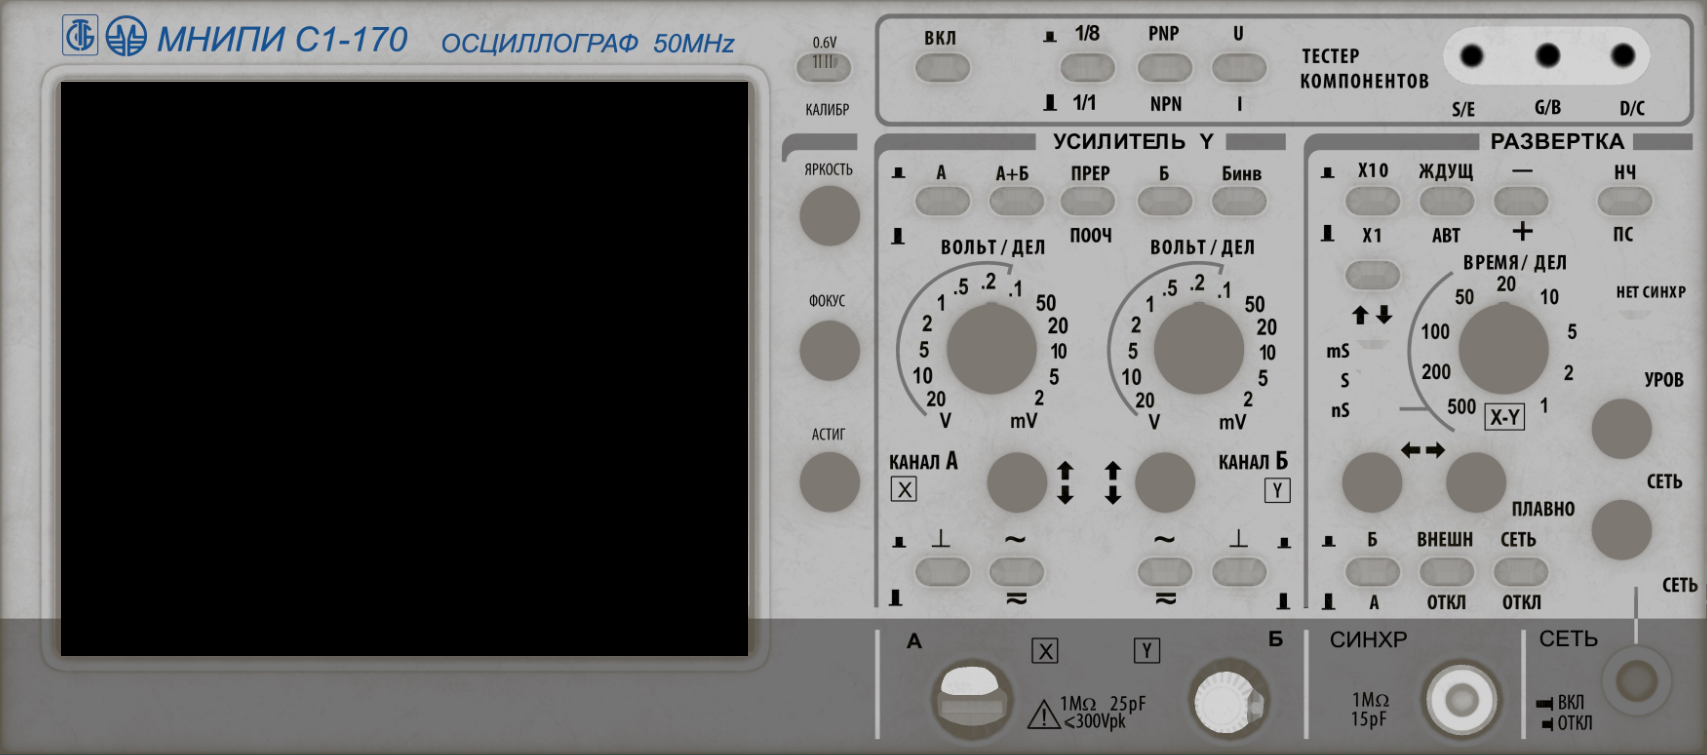 МНИПИ С1-170 ОСЦИЛЛОГРАФ 50MHz
0.6V
КАЛИБР
ВКЛ
1/8 PNP U
1/1 NPN I
ТЕСТЕР
КОМПОНЕНТОВ
S/E G/B D/C
ЯРКОСТЬ
ФОКУС
АСТИГ
УСИЛИТЕЛЬ Y
А А+Б ПРЕР Б Бинв
ПООЧ
ВОЛЬТ / ДЕЛ
.5 .2 .1
1 50
2 20
5 10
10 5
20 2
V mV
ВОЛЬТ / ДЕЛ
.5 .2 .1
1 50
2 20
5 10
10 5
20 2
V mV
КАНАЛ А
X
КАНАЛ Б
Y
⊥ ~ ~ ⊥
≂ ≂
РАЗВЕРТКА
X10 ЖДУЩ — НЧ
X1 АВТ + ПС
ВРЕМЯ/ ДЕЛ
20
50 10
100 5
200 2
500 1
X-Y
mS
S
nS
НЕТ СИНХР
УРОВ
СЕТЬ
ПЛАВНО
Б ВНЕШН СЕТЬ
А ОТКЛ ОТКЛ
СЕТЬ
А X Y Б
1MΩ 25pF
<300Vpk
СИНХР
1MΩ
15pF
СЕТЬ
ВКЛ
ОТКЛ